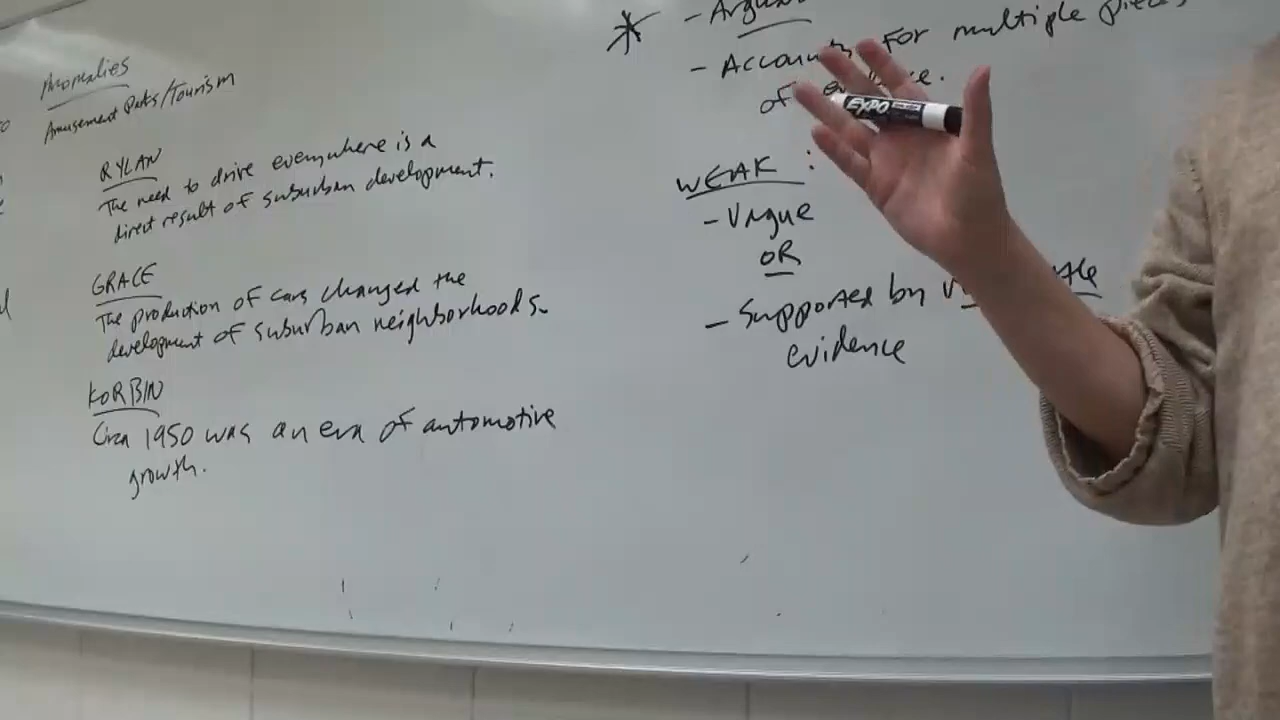 Anomalies
Amusement Parks/Tourism
RYLAN
The need to drive everywhere is a
direct result of suburban development.
GRACE
The production of cars changed the
development of suburban neighborhoods.
KORBIN
Circa 1950 was an era of automotive
growth.
-
- Account for multiple pieces
of
EXPO
WEAK :
- Vague
OR
- Supported by
evidence